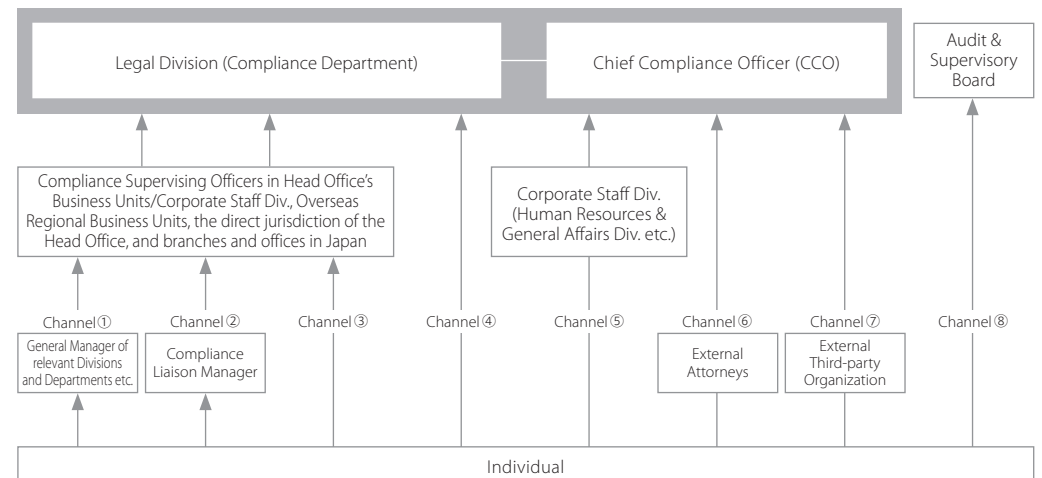 Legal Division (Compliance Department)
Chief Compliance Officer (CCO)
Audit &
Supervisory
Board
Compliance Supervising Officers in Head Office's
Business Units/Corporate Staff Div., Overseas
Regional Business Units, the direct jurisdiction of the
Head Office, and branches and offices in Japan
Corporate Staff Div.
(Human Resources &
General Affairs Div. etc.)
Channel①
Channel②
Channel③
Channel④
Channel⑤
Channel⑥
Channel⑦
Channel⑧
General Manager of
relevant Divisions
and Departments etc.
Compliance
Liaison Manager
External
Attorneys
External
Third-party
Organization
Individual